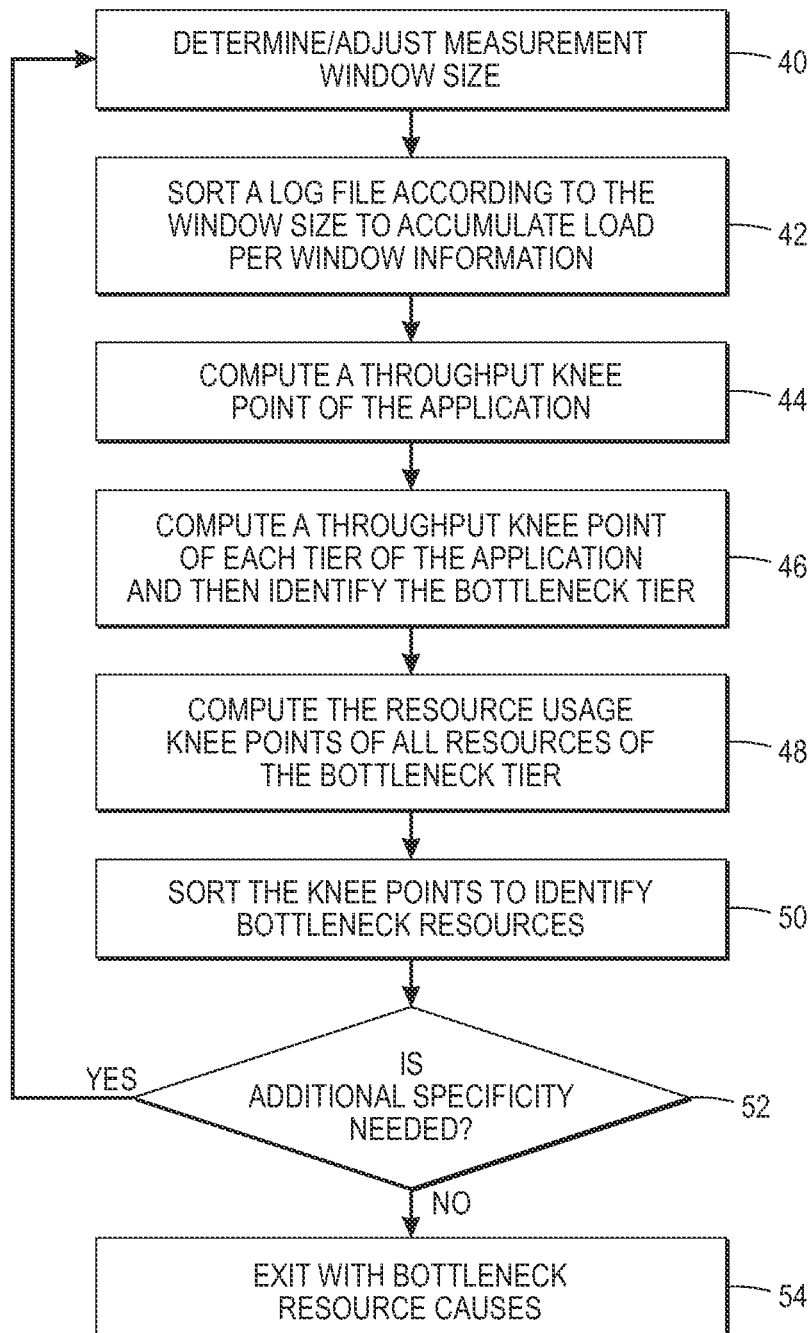 DETERMINE/ADJUST MEASUREMENT
WINDOW SIZE
40
SORT A LOG FILE ACCORDING TO THE
WINDOW SIZE TO ACCUMULATE LOAD
PER WINDOW INFORMATION
42
COMPUTE A THROUGHPUT KNEE
POINT OF THE APPLICATION
44
COMPUTE A THROUGHPUT KNEE POINT
OF EACH TIER OF THE APPLICATION
AND THEN IDENTIFY THE BOTTLENECK TIER
46
COMPUTE THE RESOURCE USAGE
KNEE POINTS OF ALL RESOURCES OF
THE BOTTLENECK TIER
48
SORT THE KNEE POINTS TO IDENTIFY
BOTTLENECK RESOURCES
50
YES
IS
ADDITIONAL SPECIFICITY
NEEDED?
52
NO
EXIT WITH BOTTLENECK
RESOURCE CAUSES
54